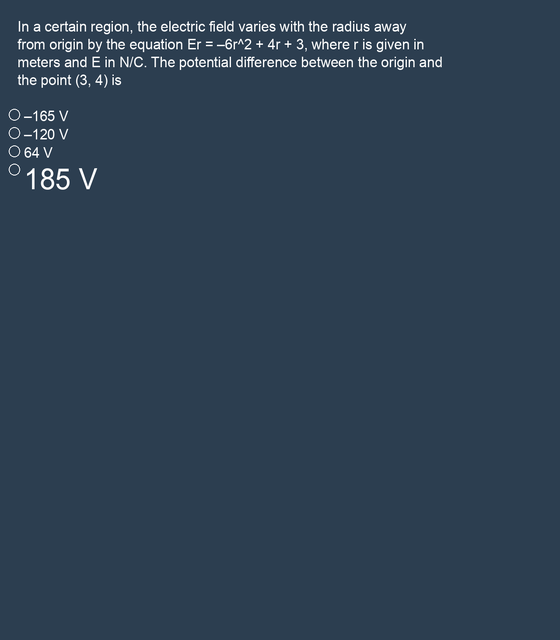 In a certain region, the electric field varies with the radius away
from origin by the equation Er = –6r^2 + 4r + 3, where r is given in
meters and E in N/C. The potential difference between the origin and
the point (3, 4) is
–165 V
–120 V
64 V
185 V